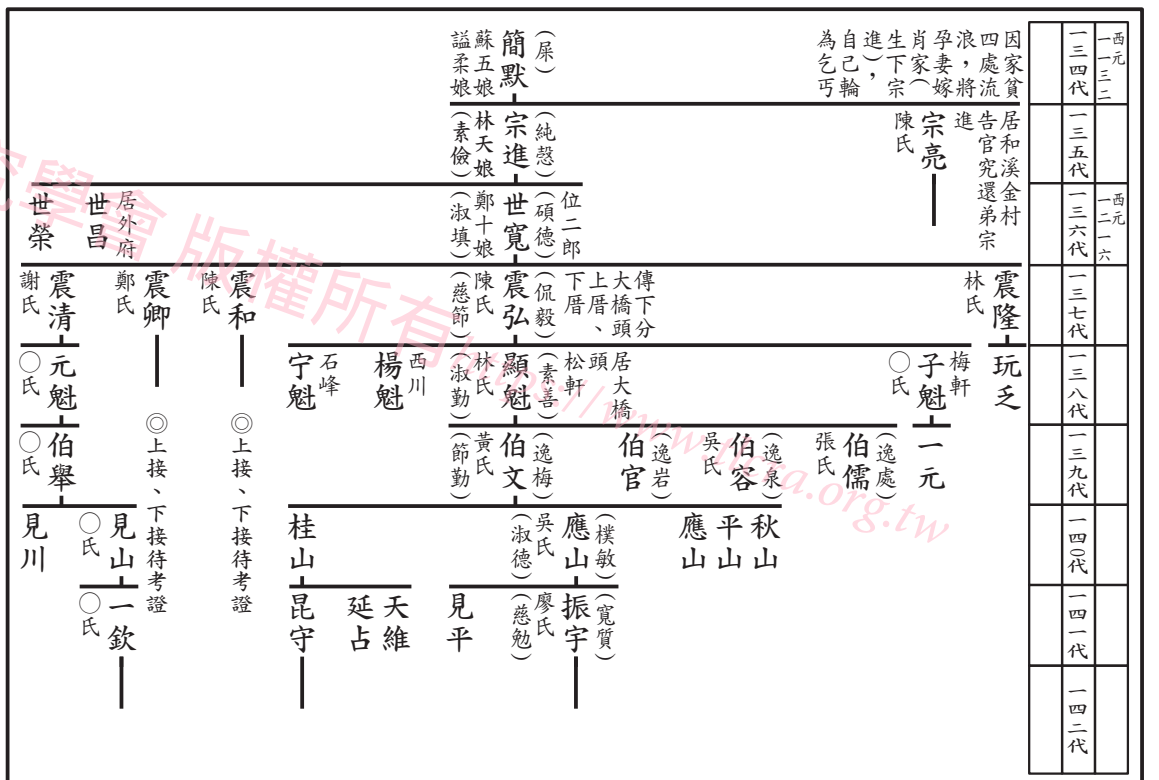 西元一一三二
西元一二一六
一三四代
一三五代
一三六代
一三七代
一三八代
一三九代
一四〇代
一四一代
一四二代
因家貧
四處流
浪，將
孕妻嫁
肖家（
生下宗
進），
自己輪
為乞丐
（屎）
簡默
蘇五娘
謚柔娘
居和溪金村
告官究還弟宗
進
宗亮
陳氏
（純愨）
宗進
林天娘
（素儉）
位二郎
（碩德）
世寬
鄭十娘
（淑填）
居外府
世昌
世榮
震隆
林氏
傳下分
大橋頭
上厝、
下厝
（侃毅）
震弘
陳氏
（慈節）
震和
陳氏
◎上接、下接待考證
震卿
鄭氏
◎上接、下接待考證
震清
謝氏
玩乏
梅軒
子魁
〇氏
居大橋
頭
松軒
（素善）
顯魁
林氏
（淑勤）
西川
楊魁
石峰
宁魁
元魁
〇氏
一元
（逸處）
伯儒
張氏
（逸泉）
伯容
吳氏
（逸岩）
伯官
（逸梅）
伯文
黃氏
（節勤）
伯舉
〇氏
秋山
平山
應山
（樸敏）
應山
吳氏
（淑德）
桂山
見山
〇氏
見川
（寬質）
振宇
廖氏
（慈勉）
見平
天維
延占
昆守
一欽
〇氏
究學會 版權所有 https://www.tlcra.org.tw